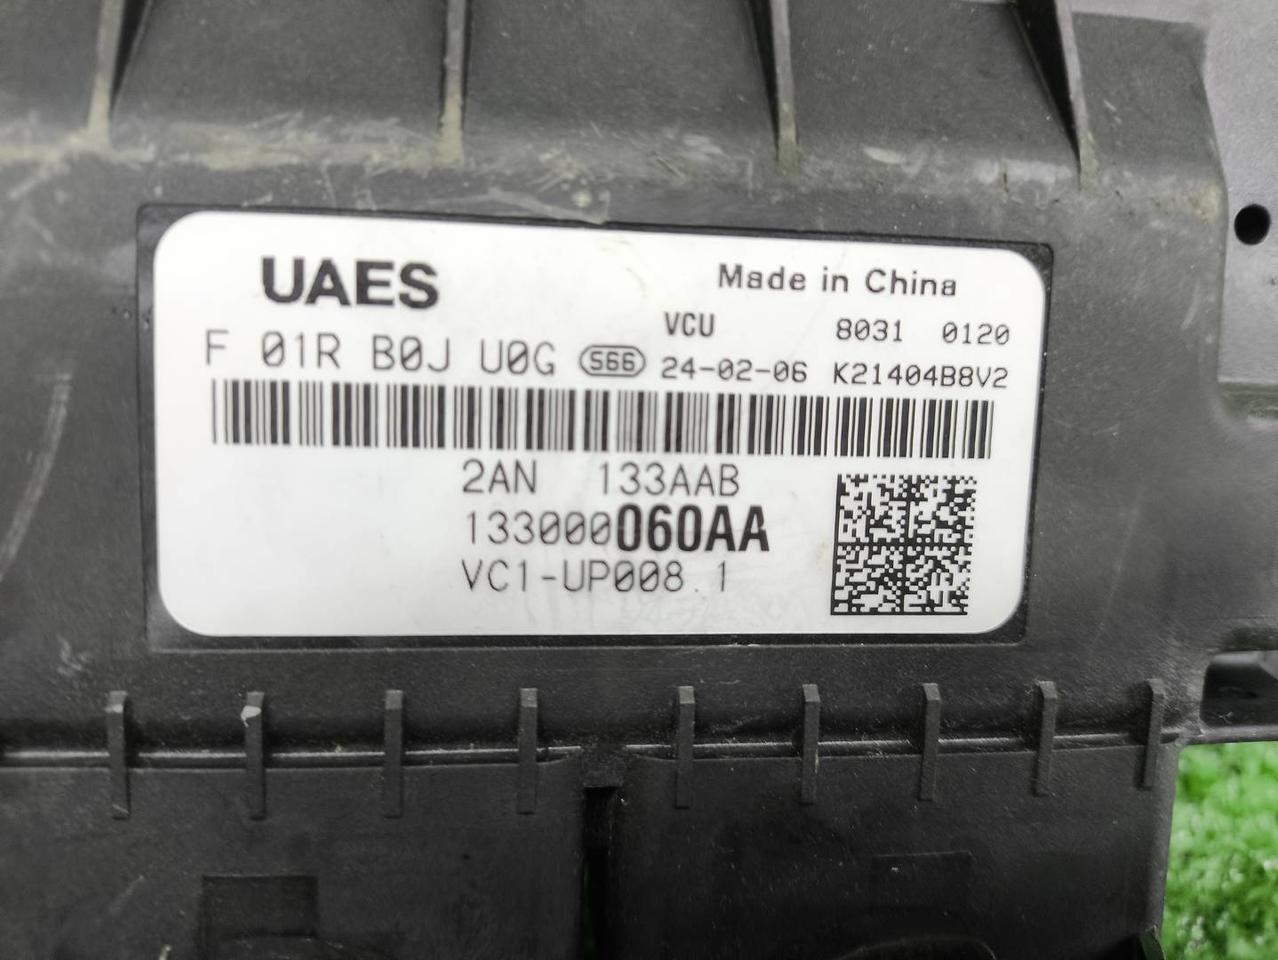 UAES
Made in China
VCU 8031 0120
F 01R B0J U0G S66 24-02-06 K21404B8V2
2AN 133AAB
133000060AA
VC1-UP008.1